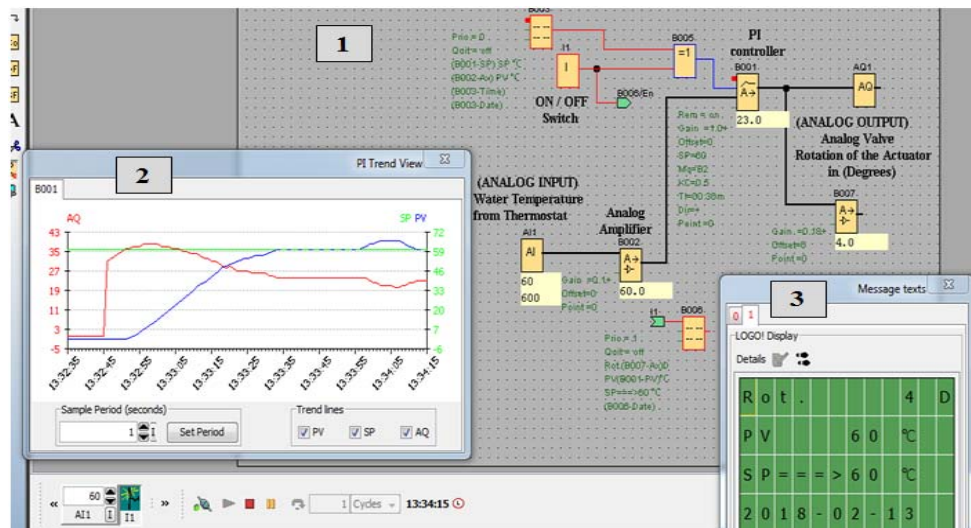 1
B003
Prio = 0
Quit = off
(B001-SP) SP °C
(B002-Ax) PV °C
(B003-Time)
(B003-Date)
I1
I
ON / OFF
Switch
B005
=1
B006/En
PI
controller
B001
A→
23.0
Rem = on
Gain =1.0+
Offset=0
SP=60
Mq=82
KC=0.5
TI=00:30m
Dir=+
Point=0
AQ1
AQ
(ANALOG OUTPUT)
Analog Valve
Rotation of the Actuator
in (Degrees)
B007
A→
Gain =0.18+
Offset=0
Point =0
4.0
(ANALOG INPUT)
Water Temperature
from Thermostat
AI1
AI
60
600
Analog
Amplifier
B002
A→
60.0
Gain =0.1+
Offset=0
Point =0
I1
B006
Prio = 1
Quit = off
Rot.(B007-Ax)D
PV(B001-PV)°C
SP===>60 °C
(B006-Date)
2
PI Trend View
B001
AQ
SP PV
43
35
27
19
11
3
-5
72
59
46
33
20
7
-6
13:32:35
13:32:45
13:32:55
13:33:05
13:33:15
13:33:25
13:33:35
13:33:45
13:33:55
13:34:05
13:34:15
Sample Period (seconds)
1
Set Period
Trend lines
PV
SP
AQ
3
Message texts
0
1
LOGO! Display
Details
Rot. 4 D
PV 60 °C
SP===>60 °C
2018-02-13
«
60
AI1
I1
»
1
Cycles
13:34:15